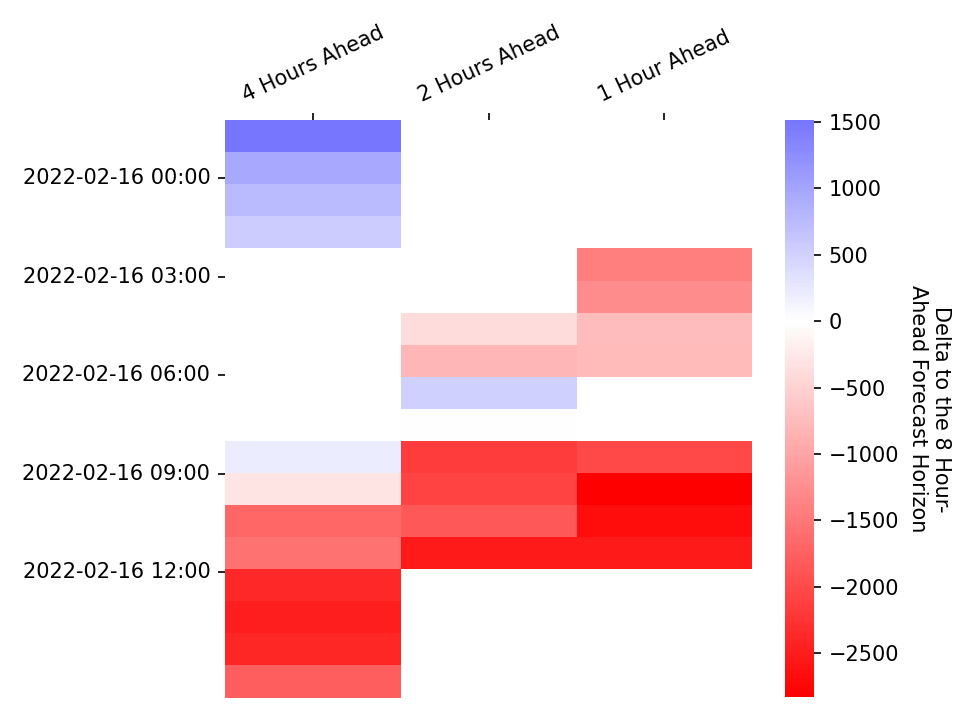 4 Hours Ahead
2 Hours Ahead
1 Hour Ahead
2022-02-16 00:00
2022-02-16 03:00
2022-02-16 06:00
2022-02-16 09:00
2022-02-16 12:00
1500
1000
500
0
−500
−1000
−1500
−2000
−2500
Delta to the 8 Hour-
Ahead Forecast Horizon